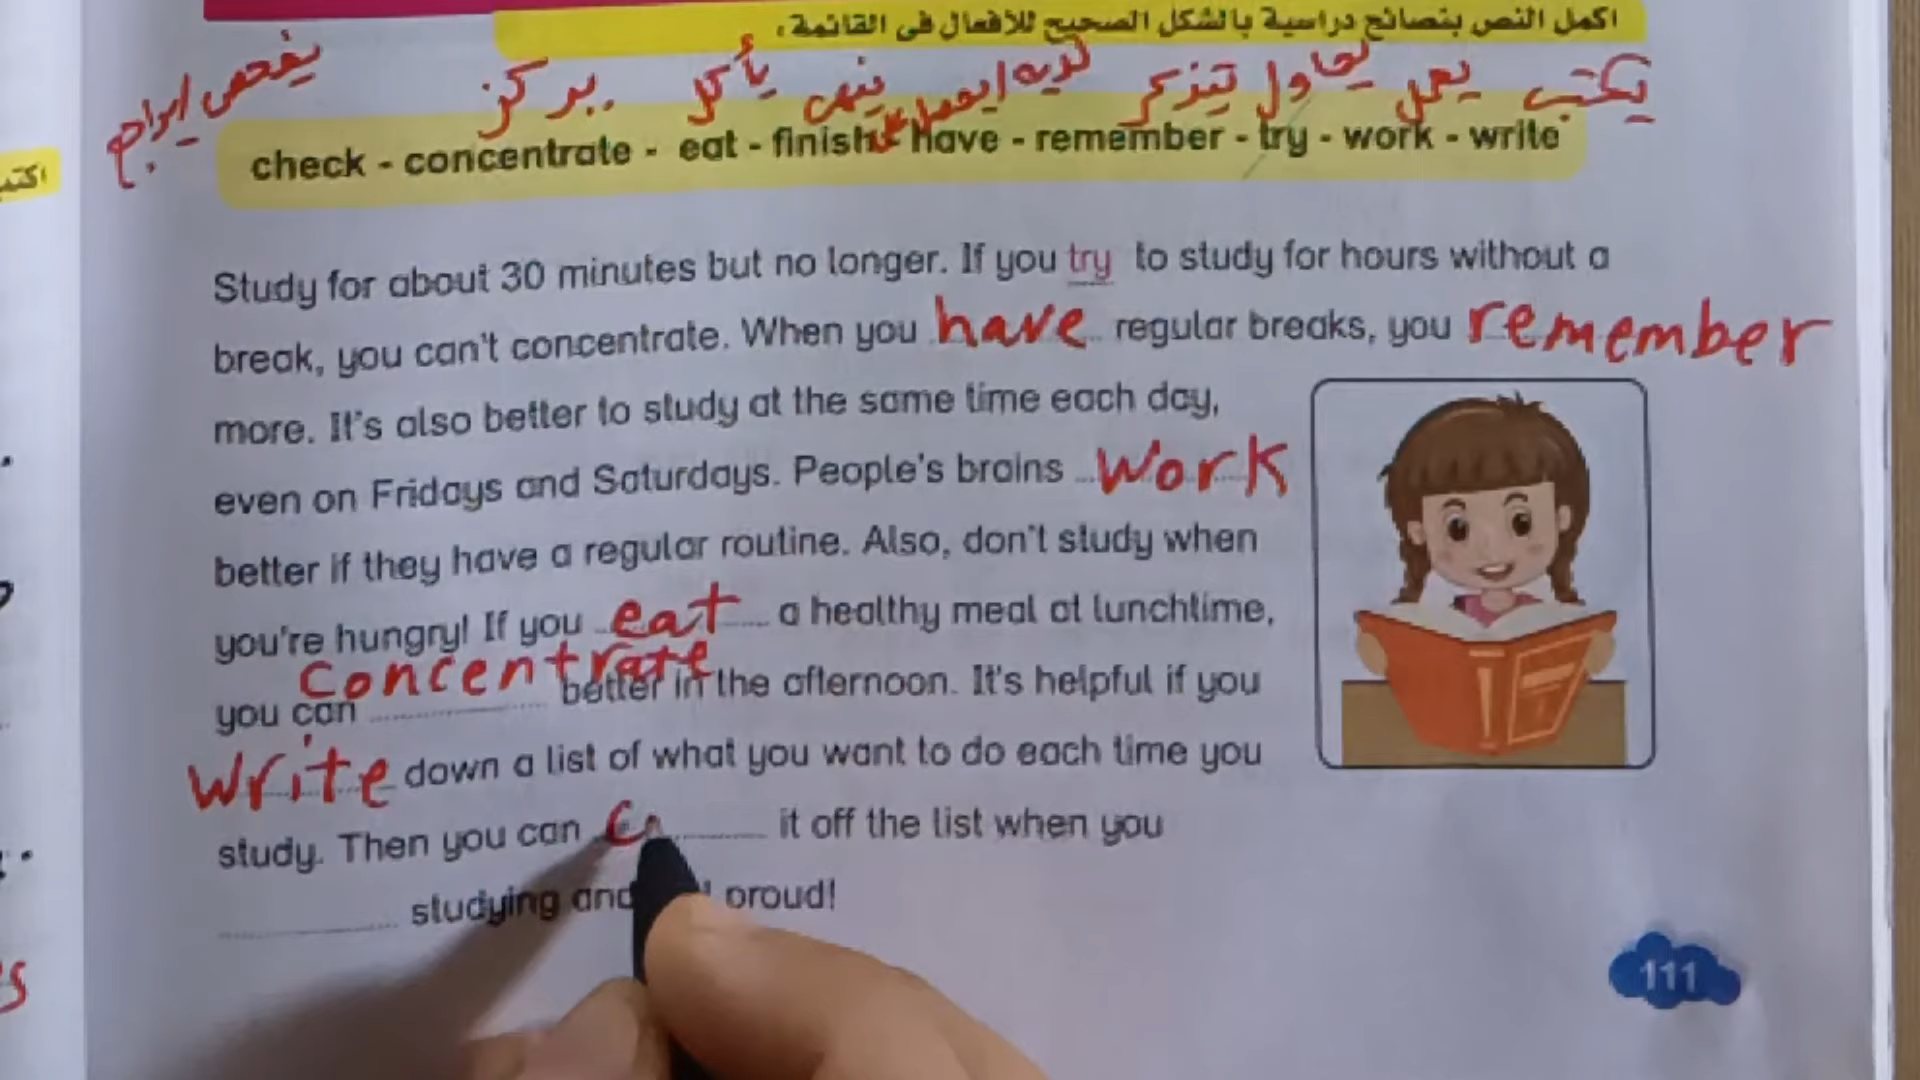 اكمل النص بنصائح دراسية بالشكل الصحيح للأفعال فى القائمة .
يكتب يعمل يحاول يتذكر لديه ينهى يأكل يركز يفحص
check - concentrate - eat - finish - have - remember - try - work - write
Study for about 30 minutes but no longer. If you try to study for hours without a
break, you can't concentrate. When you have regular breaks, you remember
more. It's also better to study at the same time each day,
even on Fridays and Saturdays. People's brains work
better if they have a regular routine. Also, don't study when
you're hungry! If you eat a healthy meal at lunchtime,
you can concentrate better in the afternoon. It's helpful if you
write down a list of what you want to do each time you
study. Then you can it off the list when you
studying and proud!
111